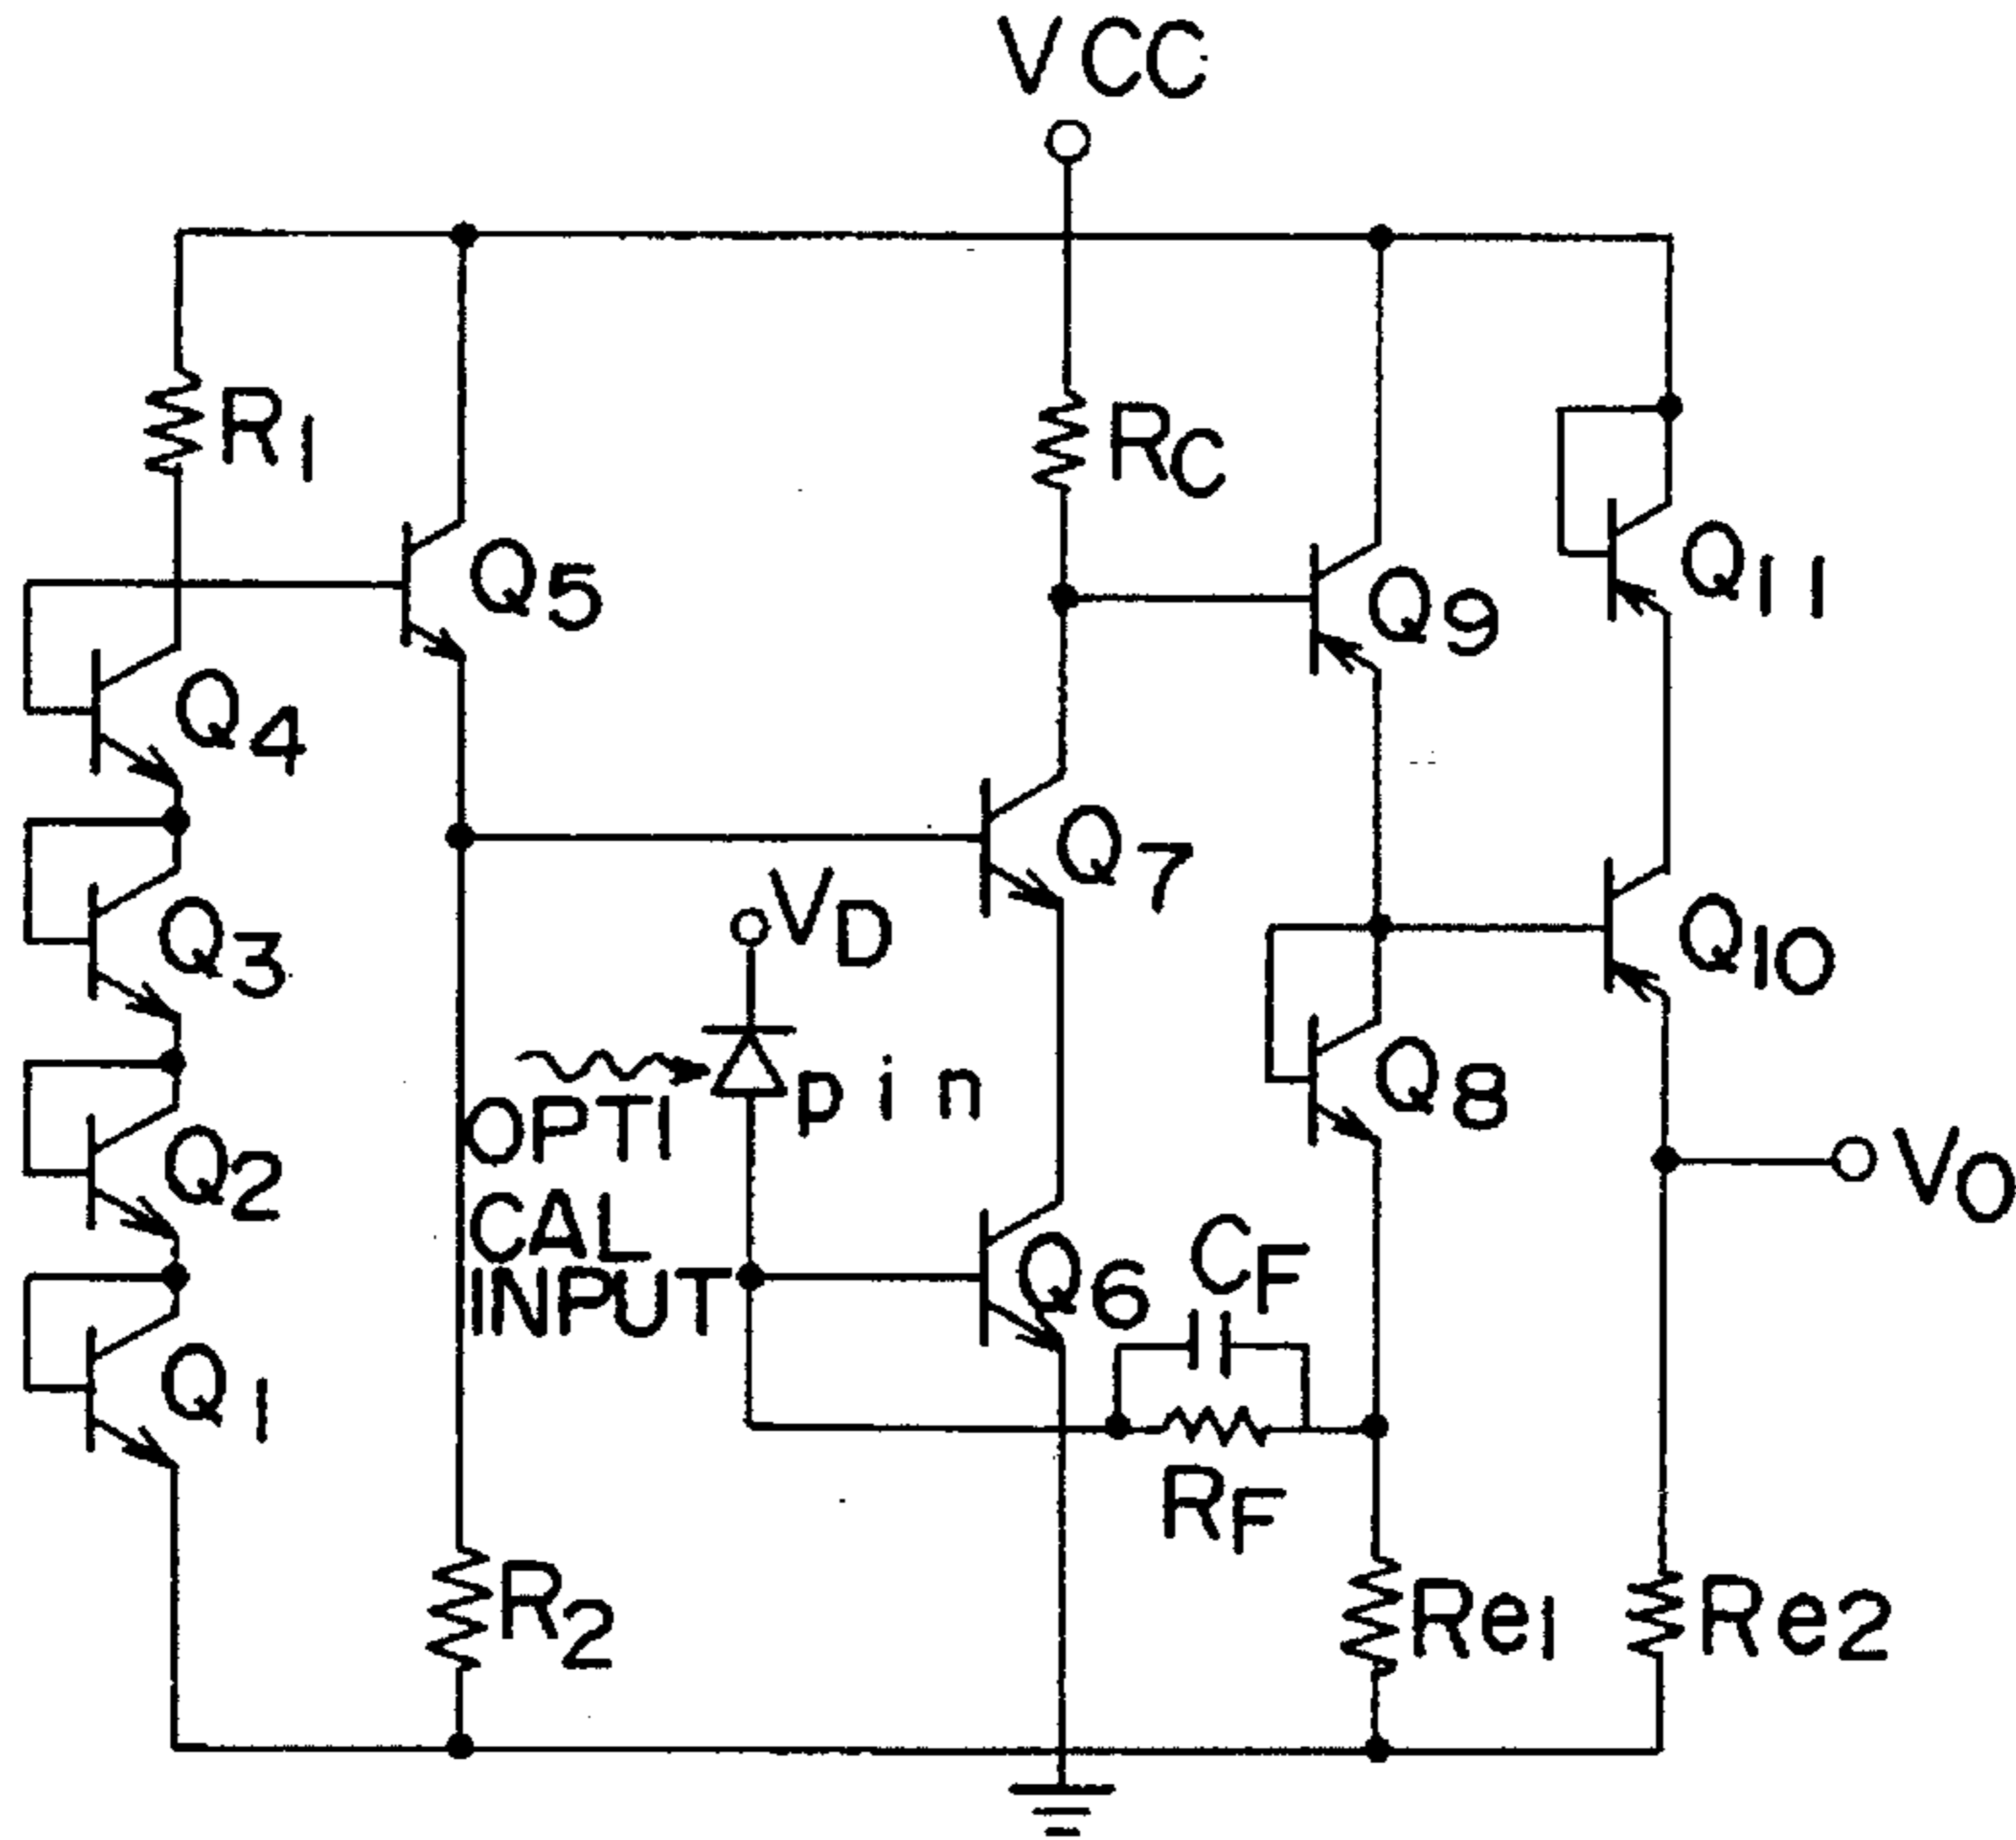 VCC
R1
RC
Q5
Q9
Q11
Q4
Q7
VD
Q3
Q10
pin
Q8
OPTI
CAL
INPUT
Q2
VO
Q6
CF
Q1
RF
R2
Re1
Re2